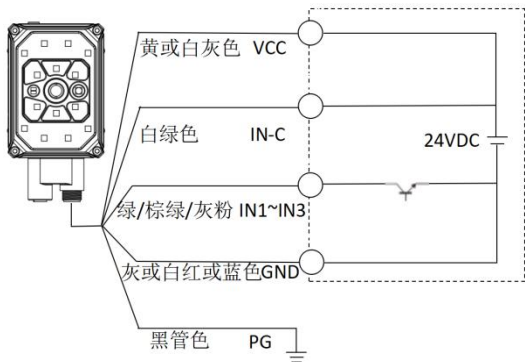 黄或白灰色 VCC
白绿色 IN-C
24VDC
绿/棕绿/灰粉 IN1~IN3
灰或白红或蓝色GND
黑管色 PG